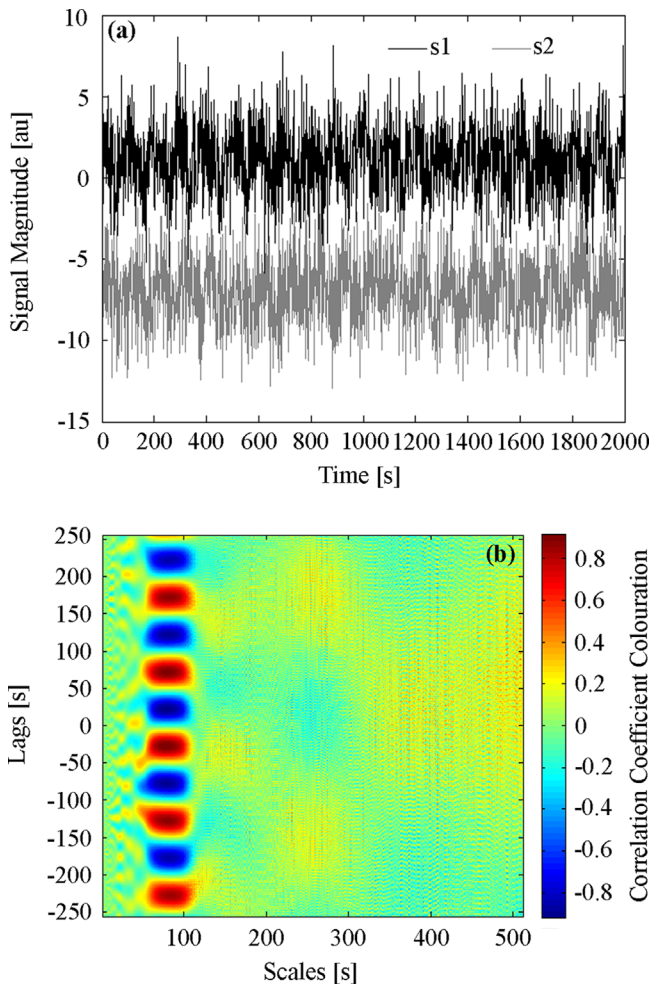 10
(a)
s1
s2
5
0
-5
-10
-15
Signal Magnitude [au]
0 200 400 600 800 1000 1200 1400 1600 1800 2000
Time [s]
250
200
150
100
50
0
-50
-100
-150
-200
-250
Lags [s]
(b)
100 200 300 400 500
Scales [s]
0.8
0.6
0.4
0.2
0
-0.2
-0.4
-0.6
-0.8
Correlation Coefficient Colouration